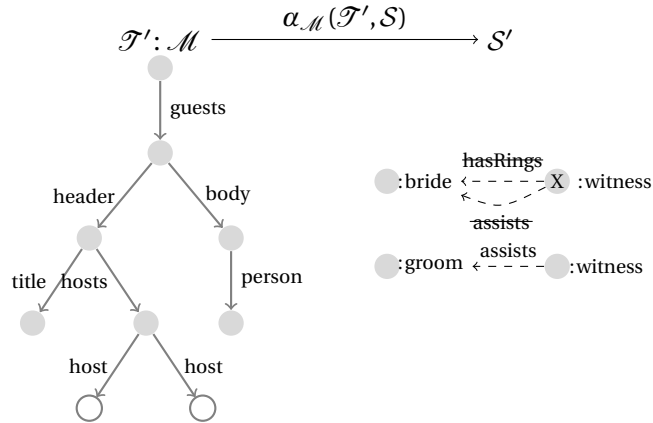 𝒯′: ℳ α_ℳ(𝒯′, 𝒮) 𝒮′
guests
hasRings
:bride X :witness
header body
assists
assists
:groom :witness
title hosts person
host host